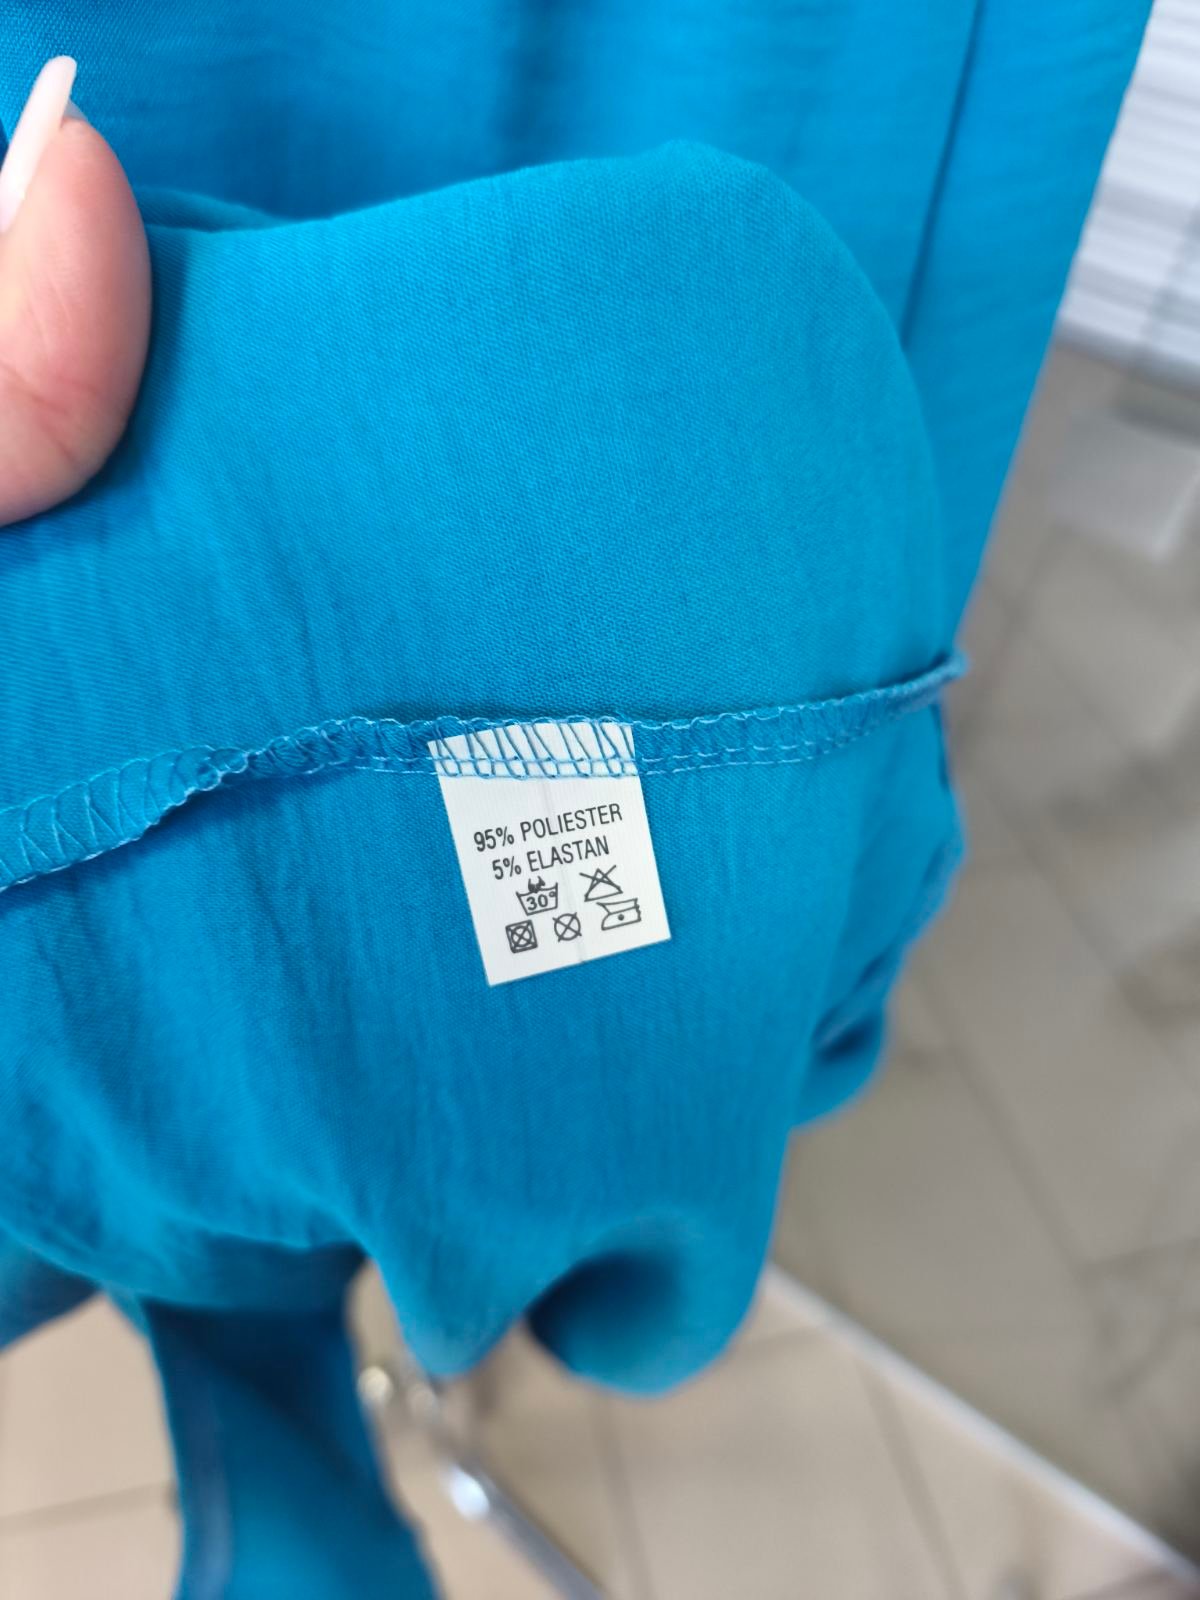 95% POLIESTER
5% ELASTAN
30°